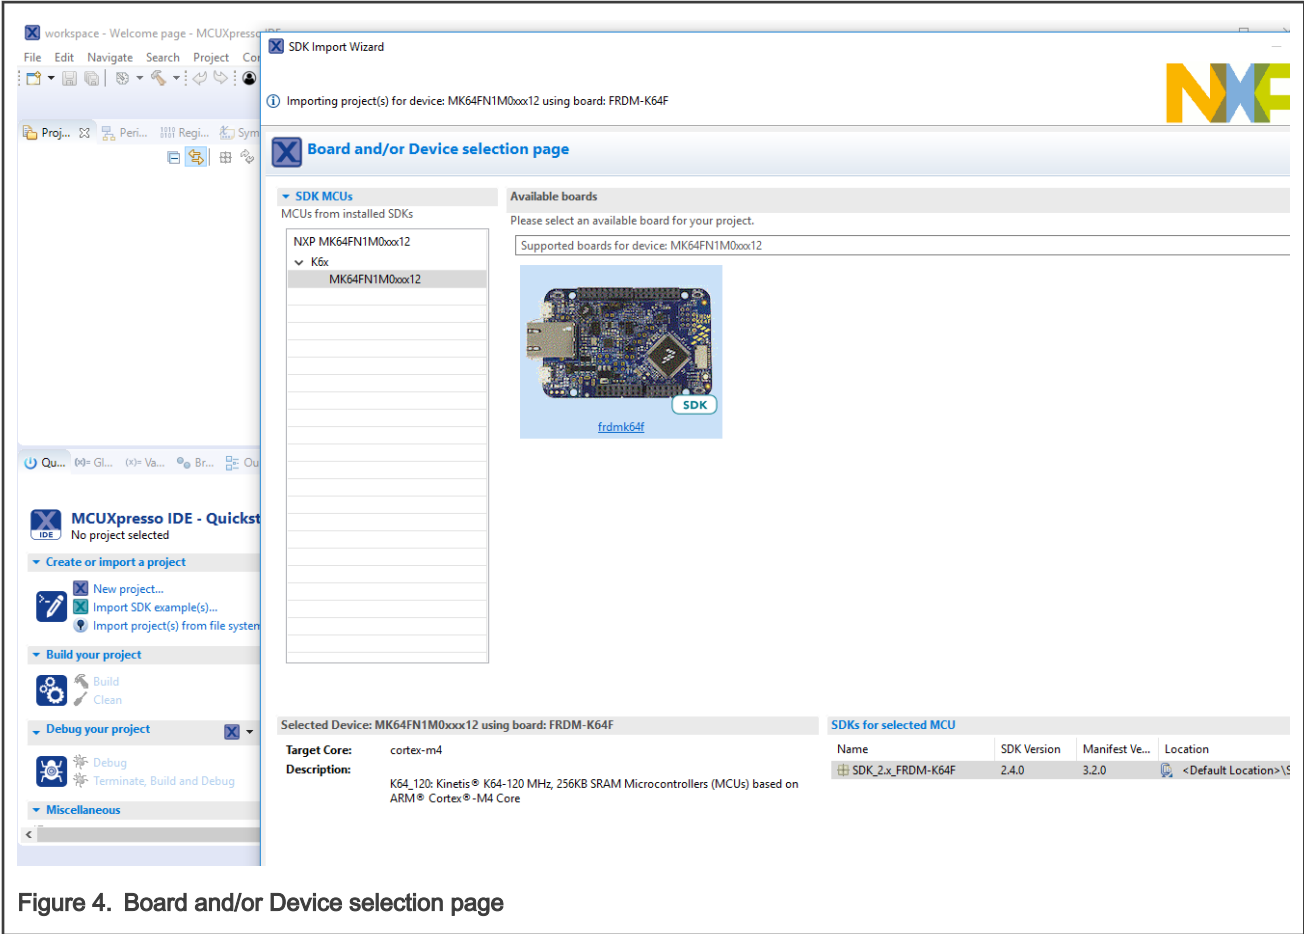 workspace - Welcome page - MCUXpresso IDE
File Edit Navigate Search Project
SDK Import Wizard
Importing project(s) for device: MK64FN1M0xxx12 using board: FRDM-K64F
NXP
Proj... Peri... Regi... Sym
Board and/or Device selection page
SDK MCUs
MCUs from installed SDKs
NXP MK64FN1M0xxx12
K6x
MK64FN1M0xxx12
Available boards
Please select an available board for your project.
Supported boards for device: MK64FN1M0xxx12
SDK
frdmk64f
Qu... (x)= Gl... (x)= Va... Br... Ou
MCUXpresso IDE - Quickst
IDE
No project selected
Create or import a project
New project...
Import SDK example(s)...
Import project(s) from file system
Build your project
Build
Clean
Debug your project
Debug
Terminate, Build and Debug
Miscellaneous
Selected Device: MK64FN1M0xxx12 using board: FRDM-K64F
Target Core: cortex-m4
Description:
K64_120: Kinetis® K64-120 MHz, 256KB SRAM Microcontrollers (MCUs) based on
ARM® Cortex®-M4 Core
SDKs for selected MCU
Name SDK Version Manifest Ve... Location
SDK_2.x_FRDM-K64F 2.4.0 3.2.0 <Default Location>\S
Figure 4. Board and/or Device selection page